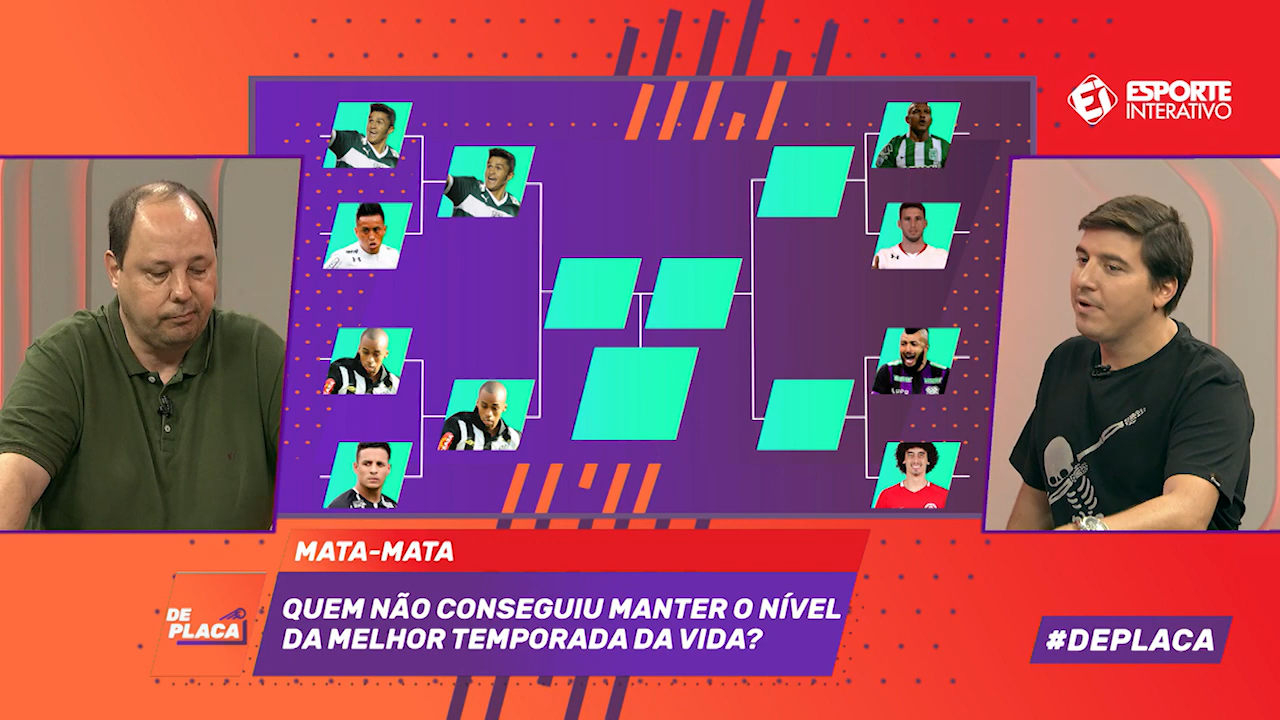 ESPORTE
INTERATIVO
MATA-MATA
QUEM NÃO CONSEGUIU MANTER O NÍVEL
DA MELHOR TEMPORADA DA VIDA?
DE
PLACA
#DEPLACA